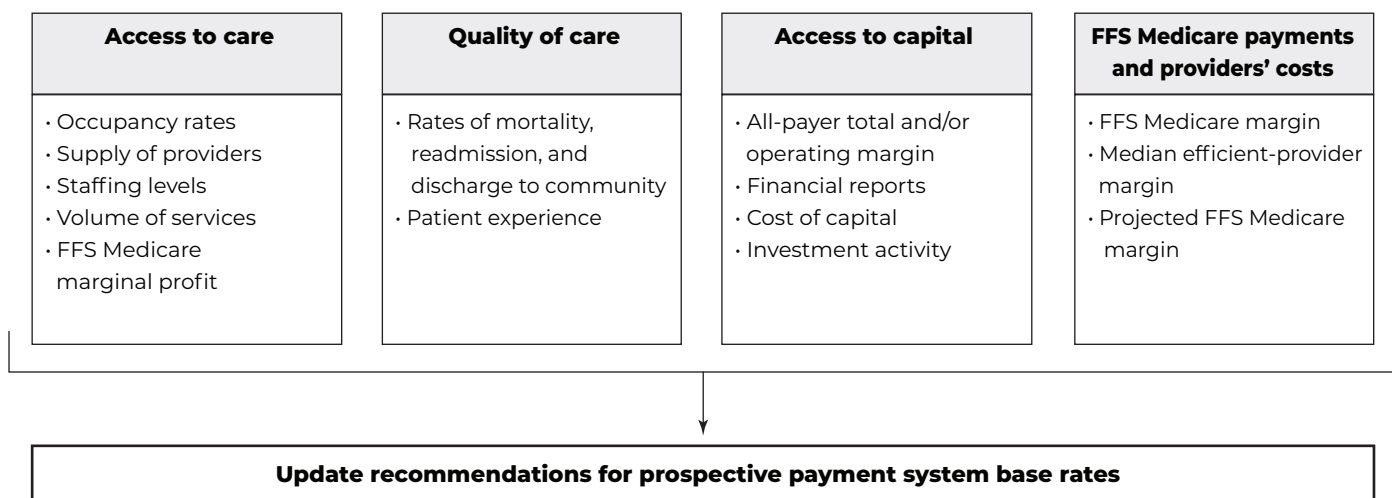 Access to care
· Occupancy rates
· Supply of providers
· Staffing levels
· Volume of services
· FFS Medicare
marginal profit
Quality of care
· Rates of mortality,
readmission, and
discharge to community
· Patient experience
Access to capital
· All-payer total and/or
operating margin
· Financial reports
· Cost of capital
· Investment activity
FFS Medicare payments
and providers’ costs
· FFS Medicare margin
· Median efficient-provider
margin
· Projected FFS Medicare
margin
Update recommendations for prospective payment system base rates